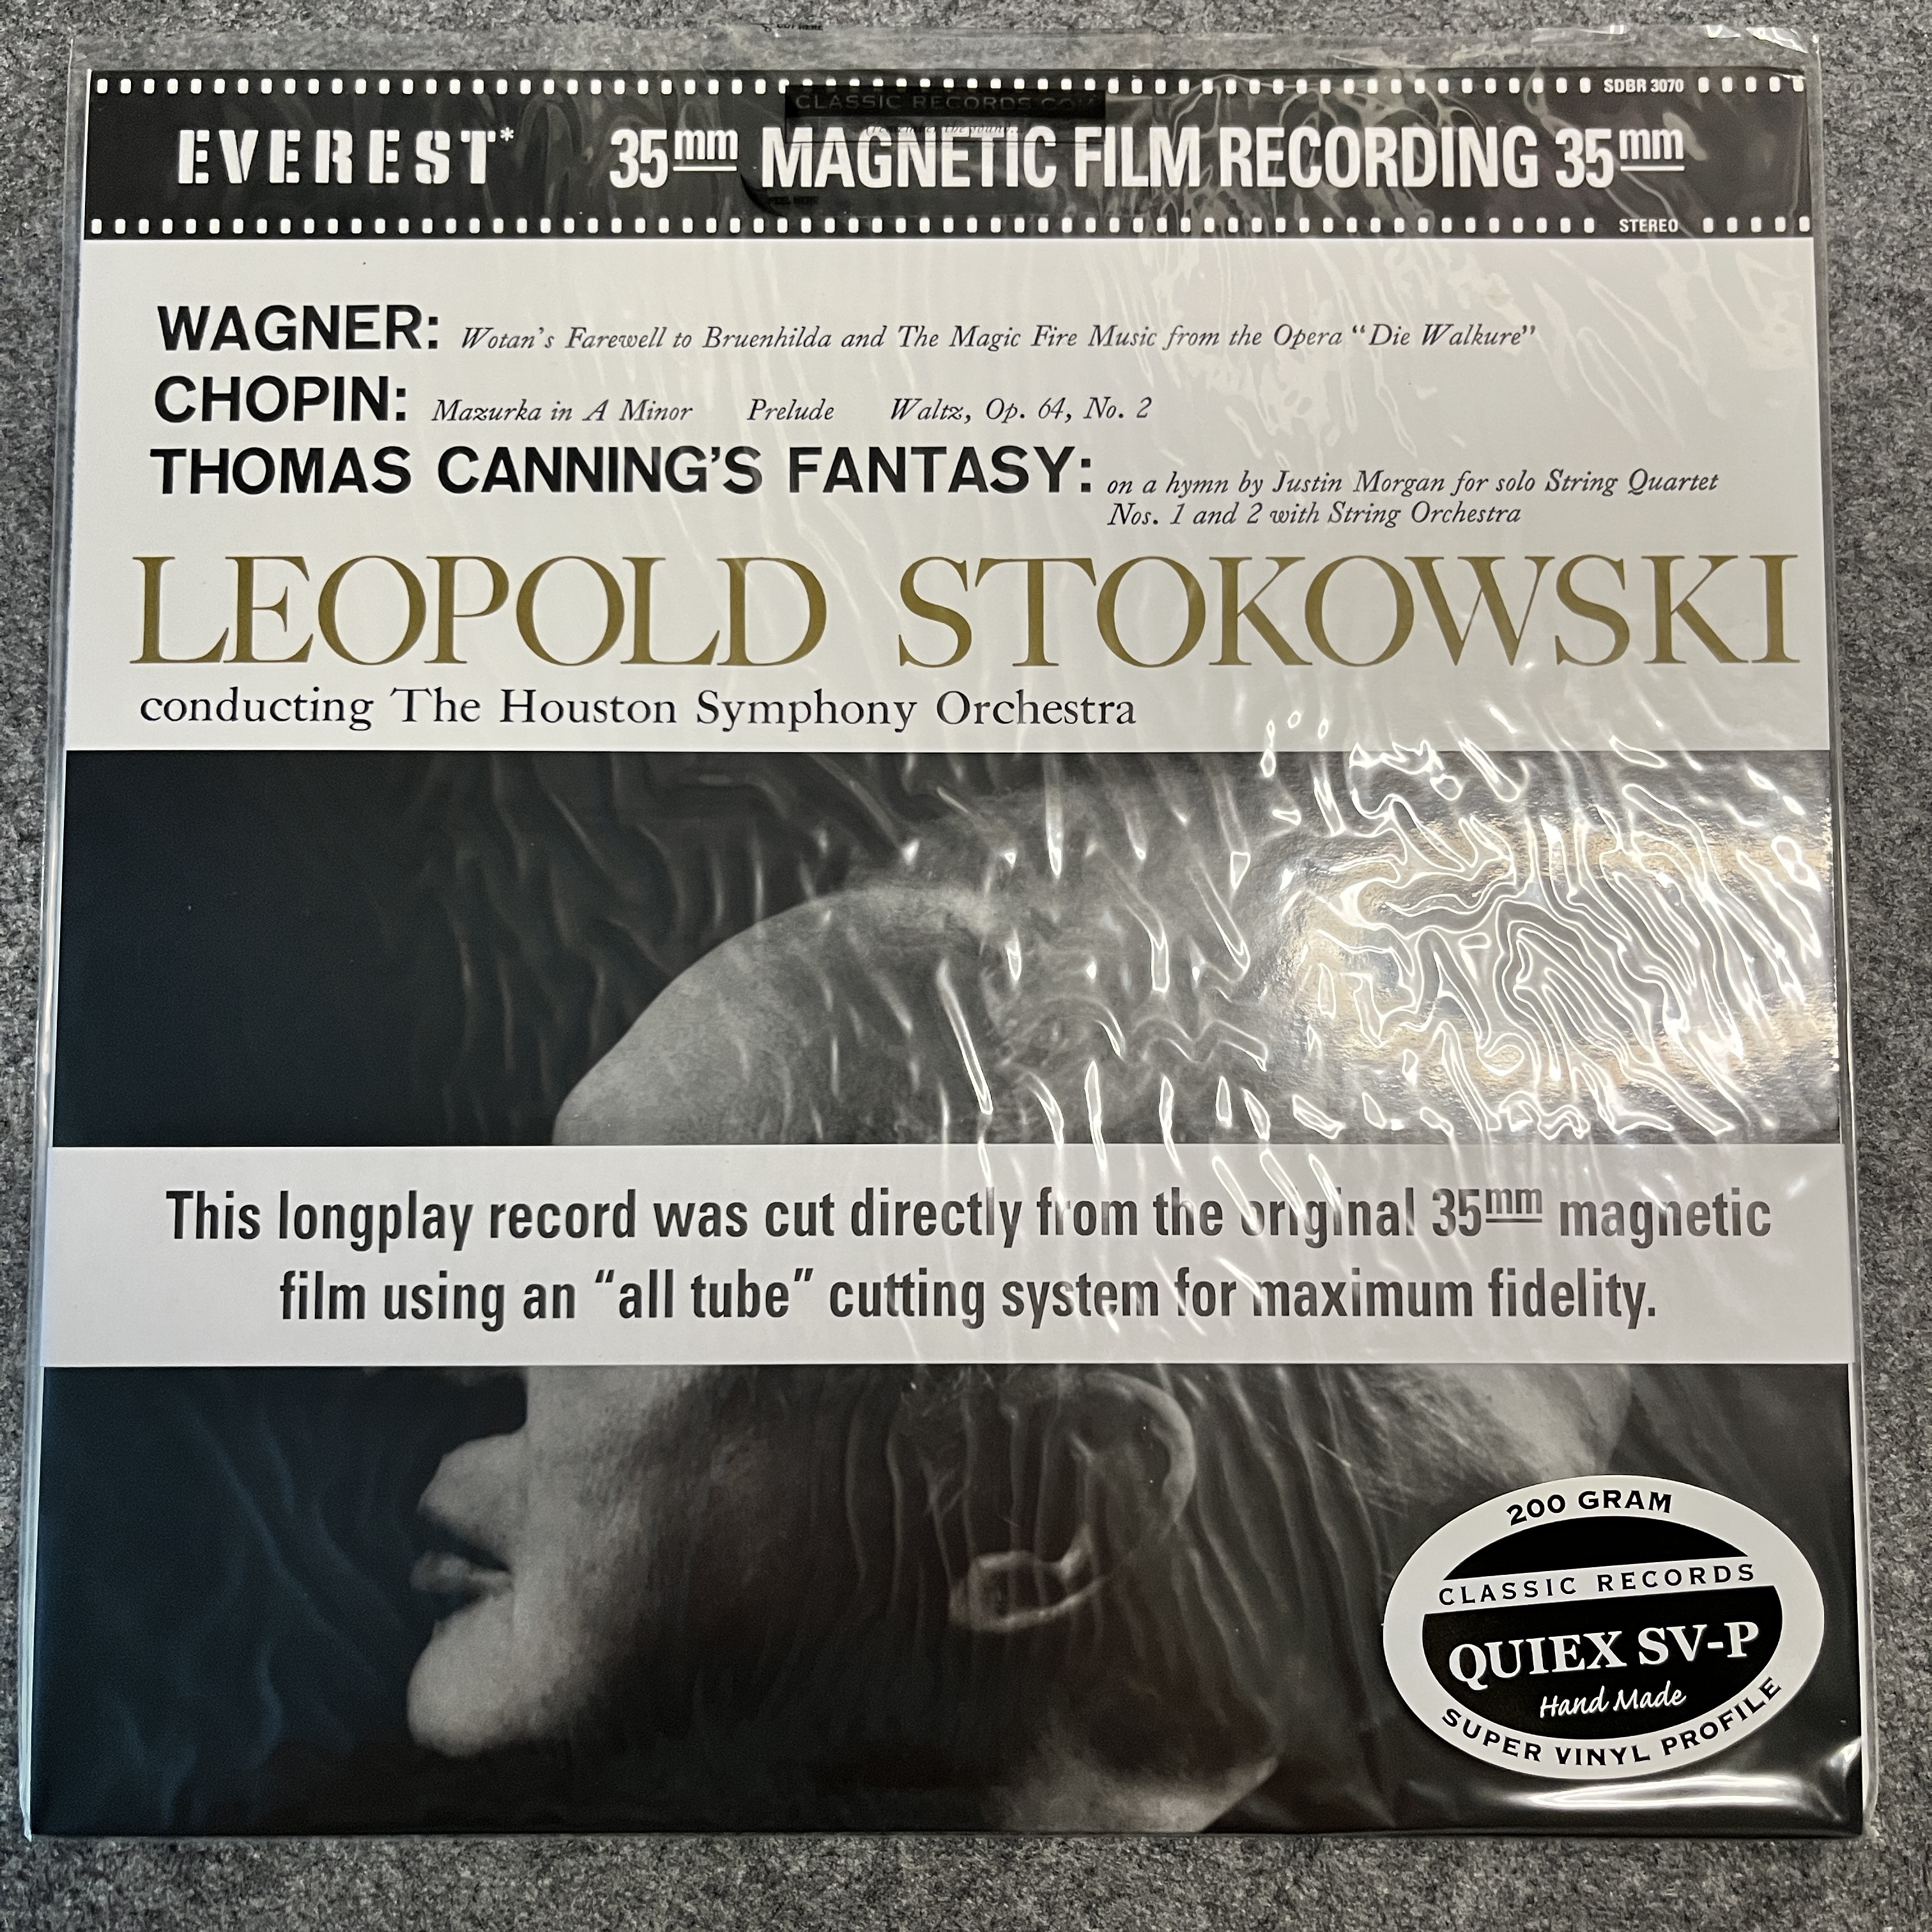 SDBR 3070
CLASSIC RECORDS.COM
EVEREST* 35mm MAGNETIC FILM RECORDING 35mm
PEEL HERE
STEREO
WAGNER: Wotan's Farewell to Bruenhilda and The Magic Fire Music from the Opera “Die Walkure”
CHOPIN: Mazurka in A Minor Prelude Waltz, Op. 64, No. 2
THOMAS CANNING'S FANTASY: on a hymn by Justin Morgan for solo String Quartet
Nos. 1 and 2 with String Orchestra
LEOPOLD STOKOWSKI
conducting The Houston Symphony Orchestra
This longplay record was cut directly from the original 35mm magnetic
film using an “all tube” cutting system for maximum fidelity.
200 GRAM
CLASSIC RECORDS
QUIEX SV-P
Hand Made
SUPER VINYL PROFILE